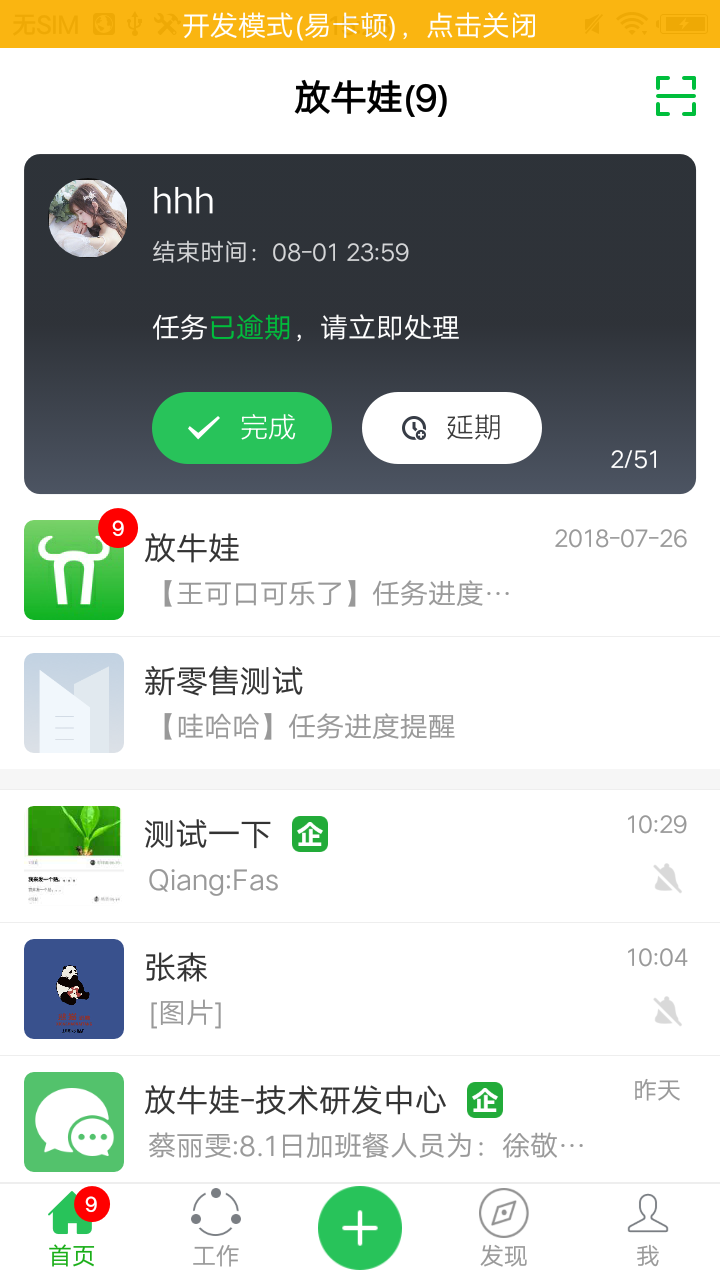 无SIM
开发模式(易卡顿)，点击关闭
放牛娃(9)
hhh
结束时间：08-01 23:59
任务已逾期，请立即处理
完成
延期
2/51
9
放牛娃
2018-07-26
【王可口可乐了】任务进度…
新零售测试
【哇哈哈】任务进度提醒
测试一下 企
10:29
Qiang:Fas
张森
10:04
[图片]
放牛娃-技术研发中心 企
昨天
蔡丽雯:8.1日加班餐人员为：徐敬…
9
首页
工作
发现
我